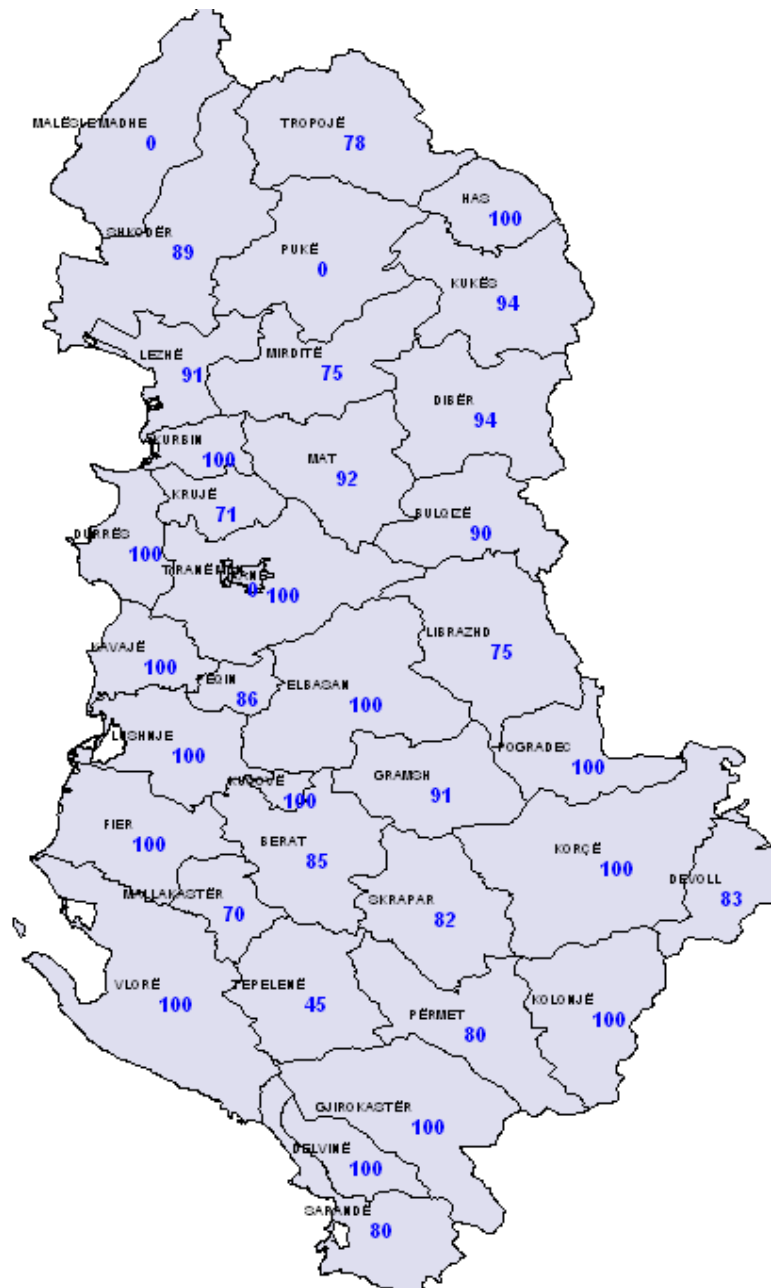 MALËSI E MADHE
0
TROPOJË
78
HAS
100
SHKODËR
89
PUKË
0
KUKËS
94
LEZHË
91
MIRDITË
75
DIBËR
94
KURBIN
100
MAT
92
KRUJË
71
BULQIZË
90
DURRËS
100
0
100
LIBRAZHD
75
KAVAJË
100
PEQIN
86
ELBASAN
100
LUSHNJE
100
POGRADEC
100
KUÇOVË
100
GRAMSH
91
FIER
100
BERAT
85
KORÇË
100
DEVOLL
83
MALLAKASTËR
70
SKRAPAR
82
VLORË
100
TEPELENË
45
PËRMET
80
KOLONJË
100
GJIROKASTËR
100
DELVINË
100
SARANDË
80